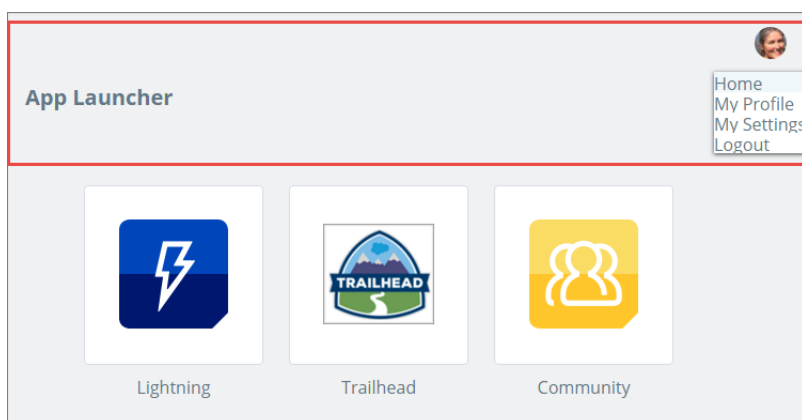 App Launcher
Home
My Profile
My Settings
Logout
TRAILHEAD
Lightning
Trailhead
Community